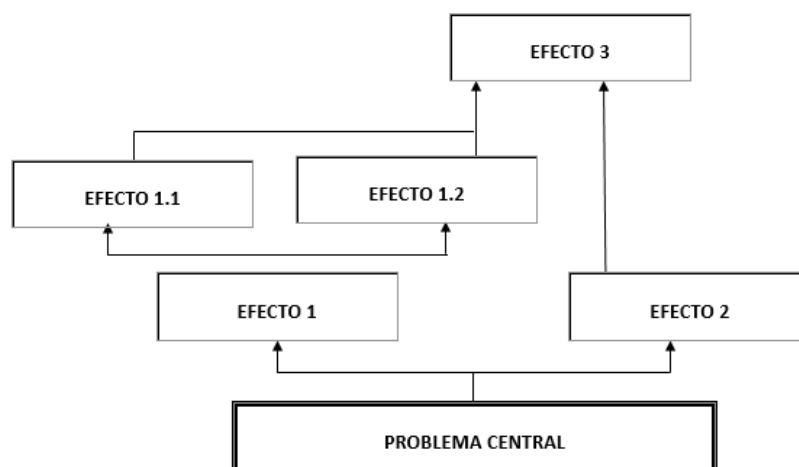 EFECTO 3
EFECTO 1.1
EFECTO 1.2
EFECTO 1
EFECTO 2
PROBLEMA CENTRAL